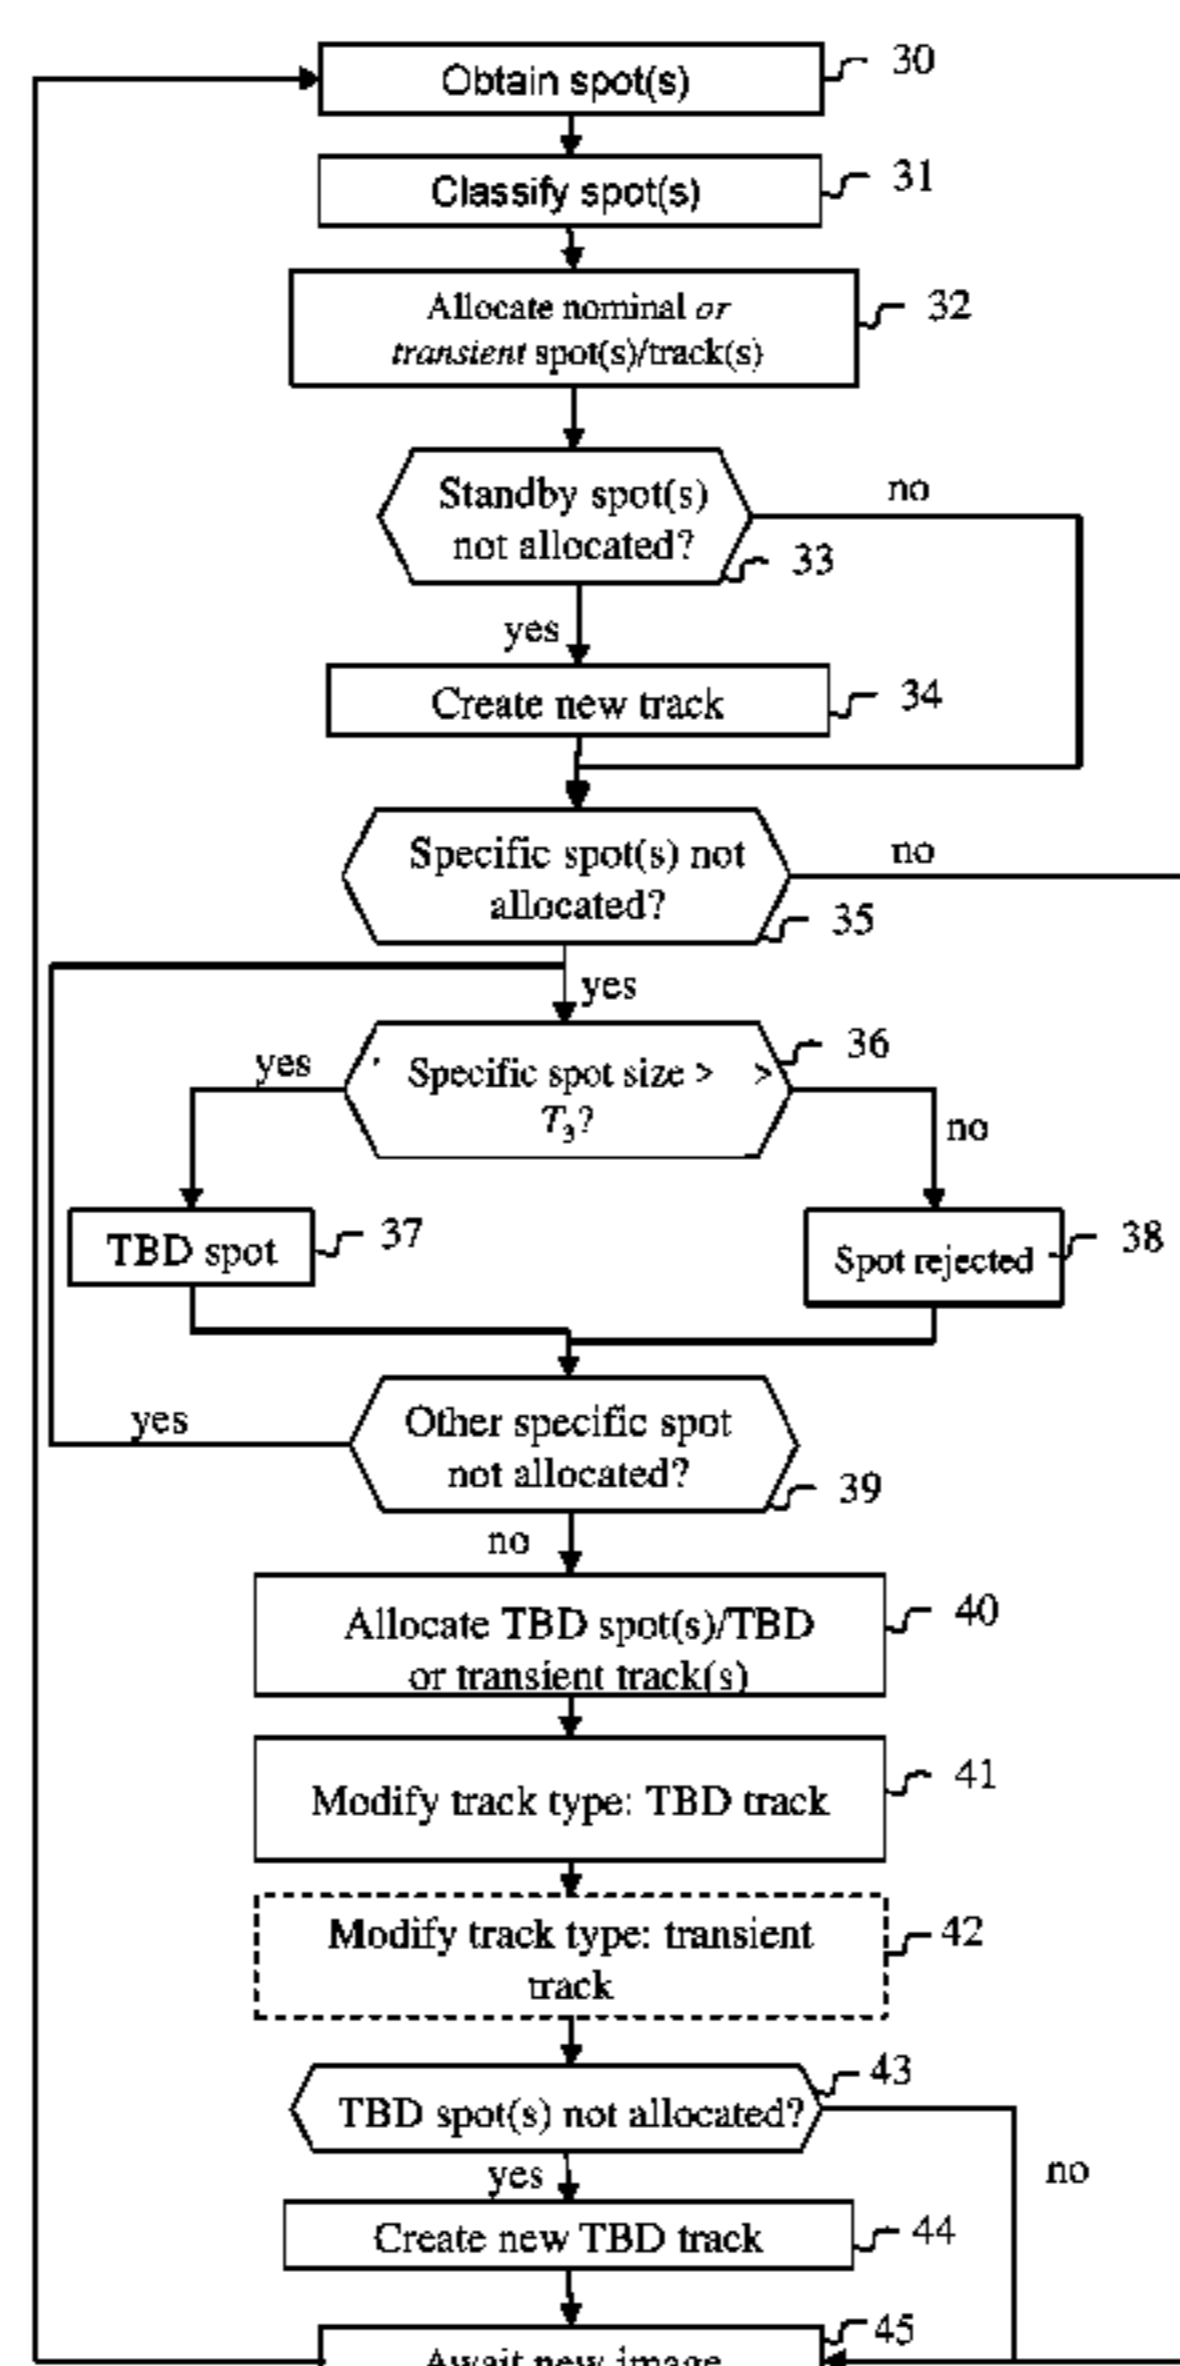 Obtain spot(s)
30
Classify spot(s)
31
Allocate nominal or
transient spot(s)/track(s)
32
Standby spot(s)
not allocated?
no
33
yes
Create new track
34
Specific spot(s) not
allocated?
no
35
yes
yes
Specific spot size > >
T3?
36
no
TBD spot
37
Spot rejected
38
Other specific spot
not allocated?
yes
39
no
Allocate TBD spot(s)/TBD
or transient track(s)
40
Modify track type: TBD track
41
Modify track type: transient
track
42
TBD spot(s) not allocated?
43
yes
no
Create new TBD track
44
Await new image
45